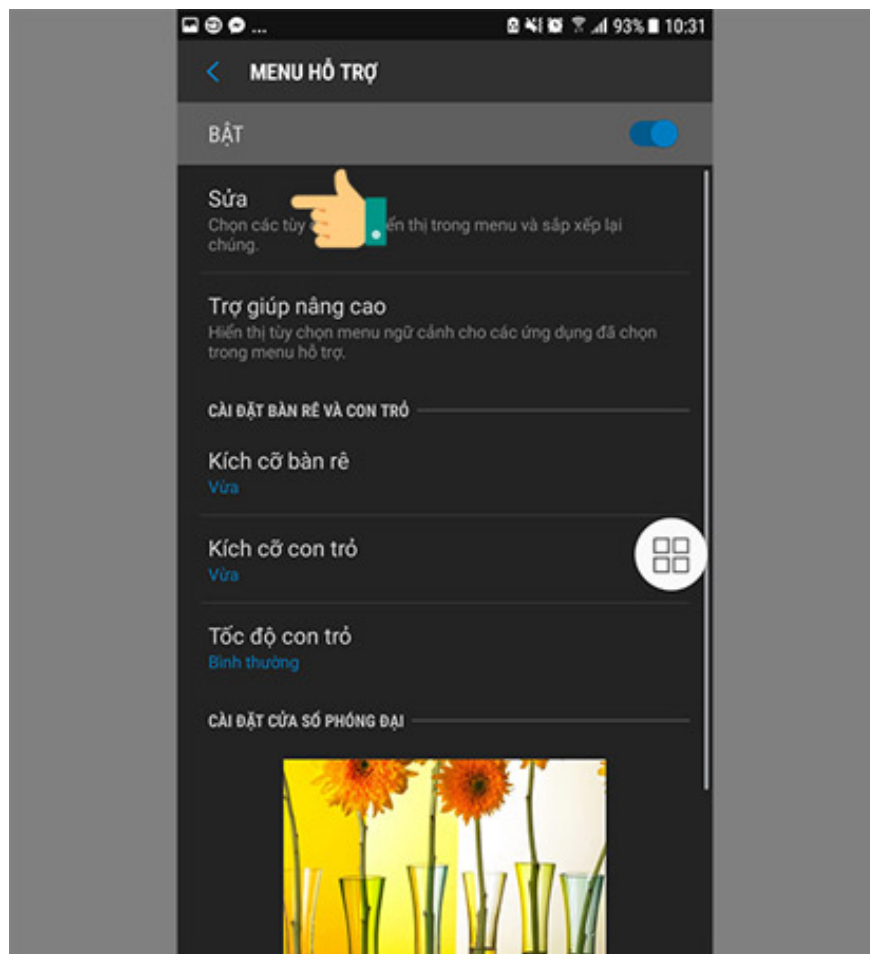 ... 93% 10:31
MENU HỖ TRỢ
BẬT
Sửa
Chọn các tùy ển thị trong menu và sắp xếp lại
chúng.
Trợ giúp nâng cao
Hiển thị tùy chọn menu ngữ cảnh cho các ứng dụng đã chọn
trong menu hỗ trợ.
CÀI ĐẶT BÀN RÊ VÀ CON TRỎ
Kích cỡ bàn rê
Vừa
Kích cỡ con trỏ
Vừa
Tốc độ con trỏ
Bình thường
CÀI ĐẶT CỬA SỔ PHÓNG ĐẠI